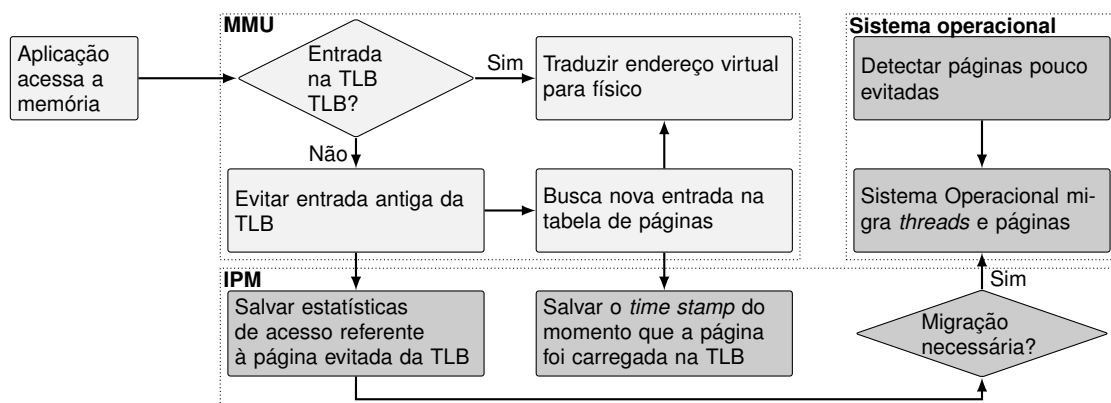 MMU
Sistema operacional
Aplicação
acessa a
memória
Entrada
na TLB
TLB?
Sim
Traduzir endereço virtual
para físico
Detectar páginas pouco
evitadas
Não
Evitar entrada antiga da
TLB
Busca nova entrada na
tabela de páginas
Sistema Operacional mi-
gra threads e páginas
IPM
Sim
Salvar estatísticas
de acesso referente
à página evitada da TLB
Salvar o time stamp do
momento que a página
foi carregada na TLB
Migração
necessária?